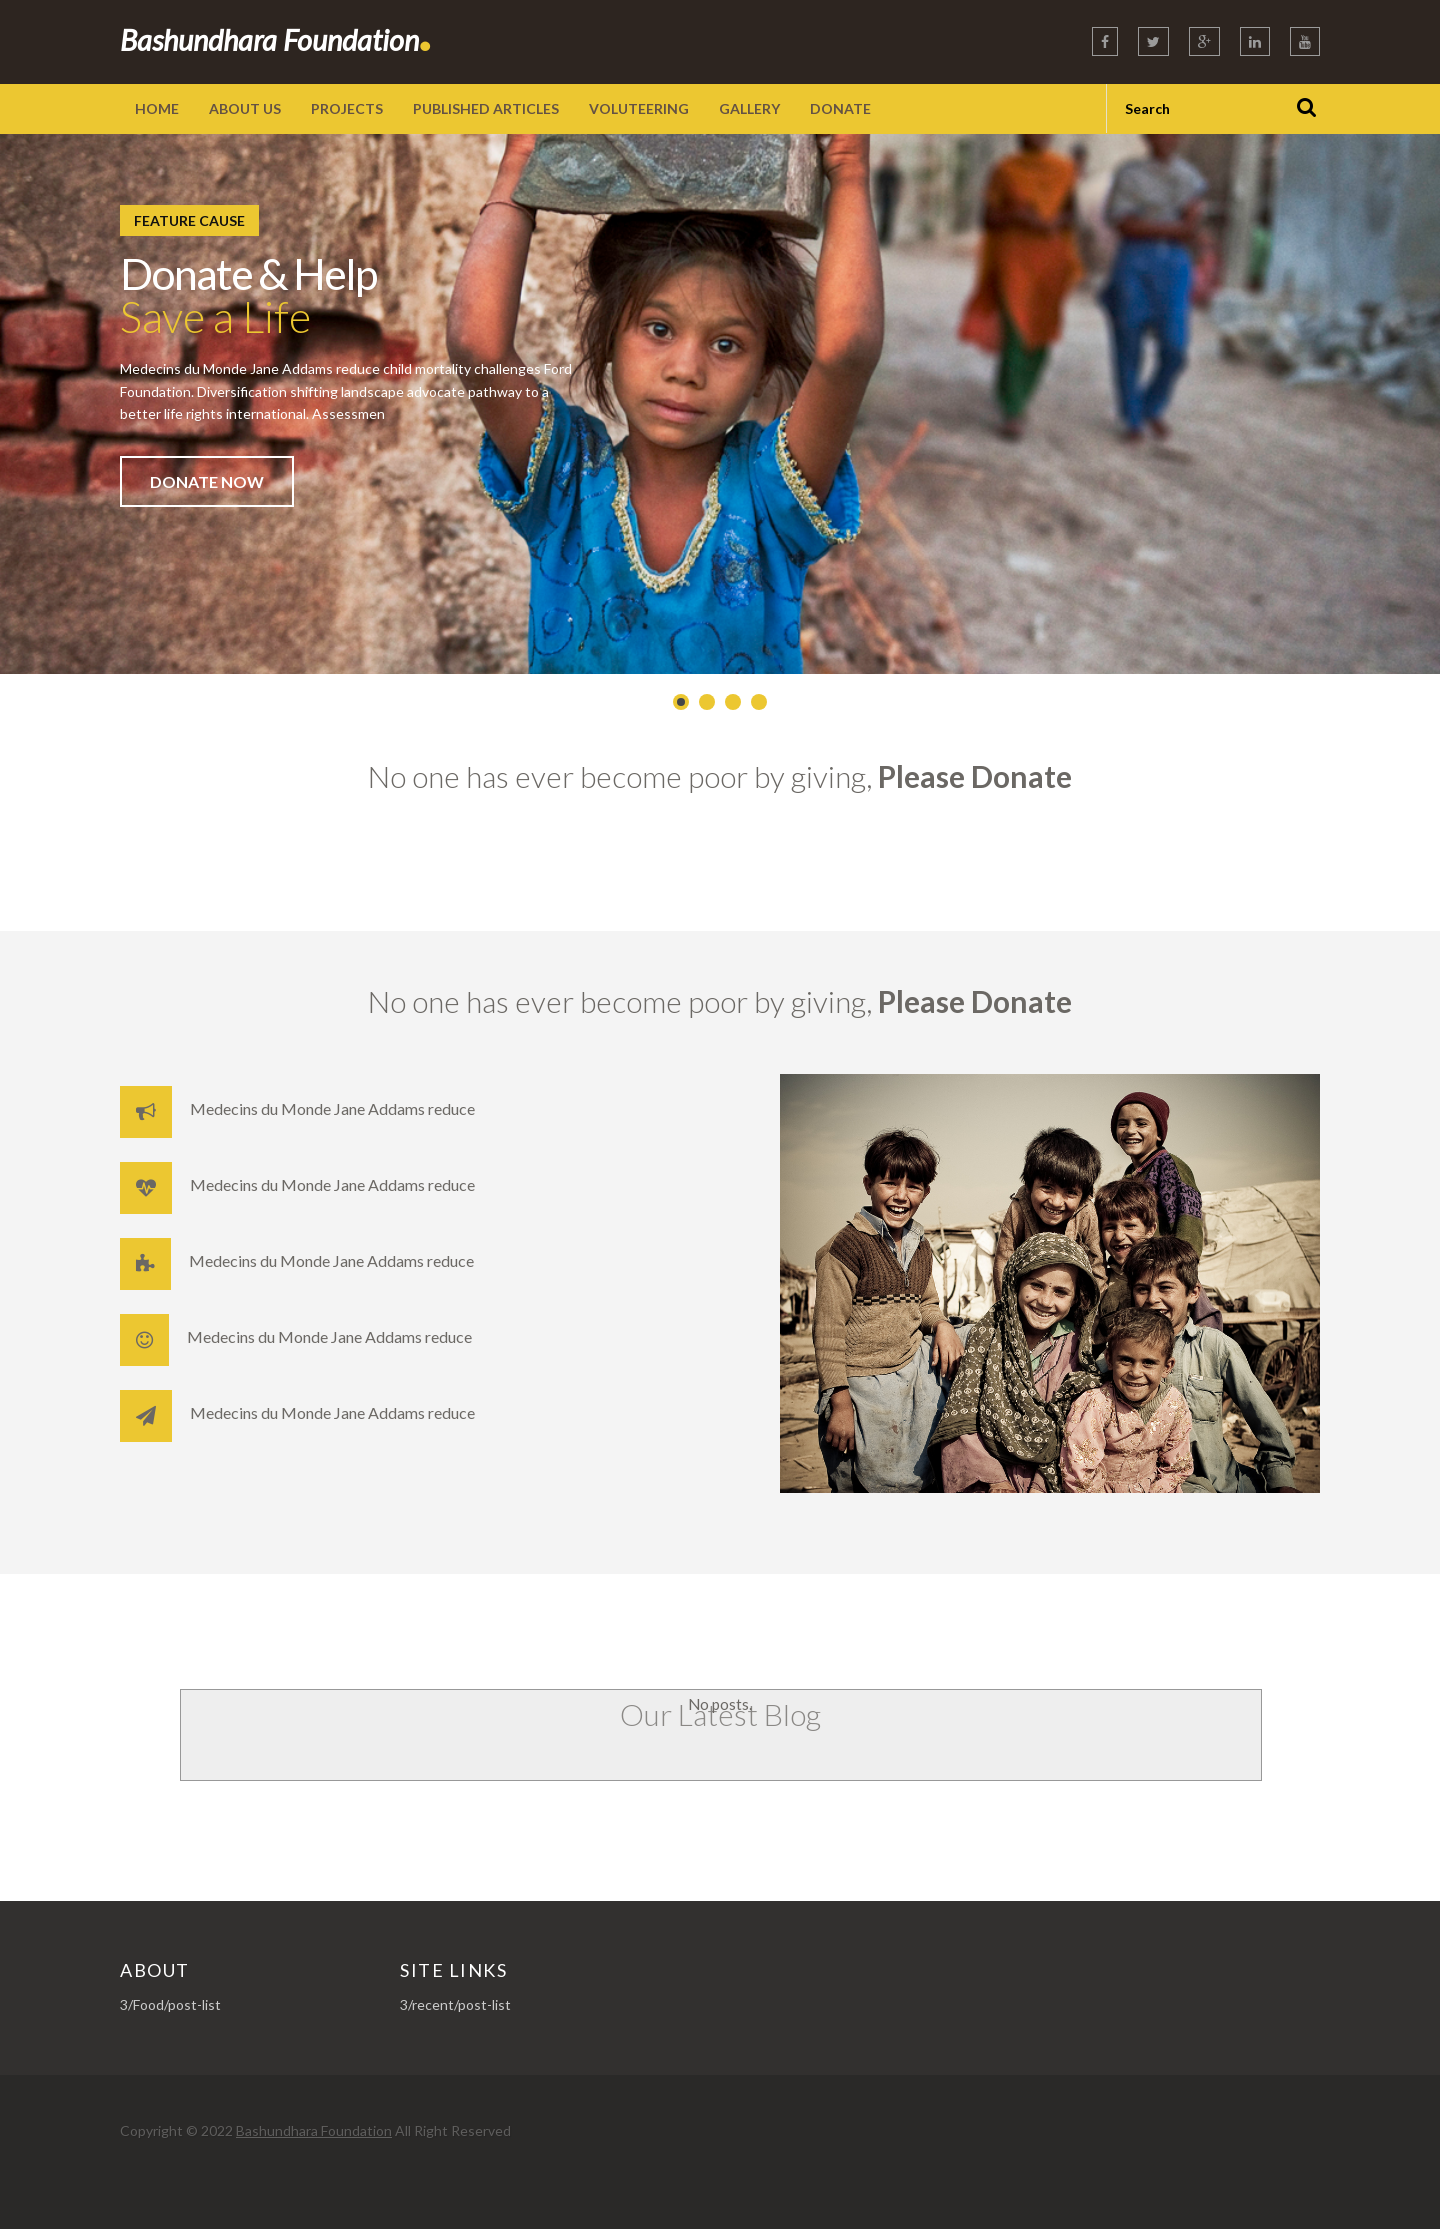 Bashundhara Foundation.
HOME ABOUT US PROJECTS PUBLISHED ARTICLES VOLUTEERING GALLERY DONATE Search
FEATURE CAUSE
Donate & Help
Save a Life
Medecins du Monde Jane Addams reduce child mortality challenges Ford
Foundation. Diversification shifting landscape advocate pathway to a
better life rights international. Assessmen
DONATE NOW
No one has ever become poor by giving, Please Donate
No one has ever become poor by giving, Please Donate
Medecins du Monde Jane Addams reduce
Medecins du Monde Jane Addams reduce
Medecins du Monde Jane Addams reduce
Medecins du Monde Jane Addams reduce
Medecins du Monde Jane Addams reduce
No posts.
Our Latest Blog
ABOUT SITE LINKS
3/Food/post-list 3/recent/post-list
Copyright © 2022 Bashundhara Foundation All Right Reserved